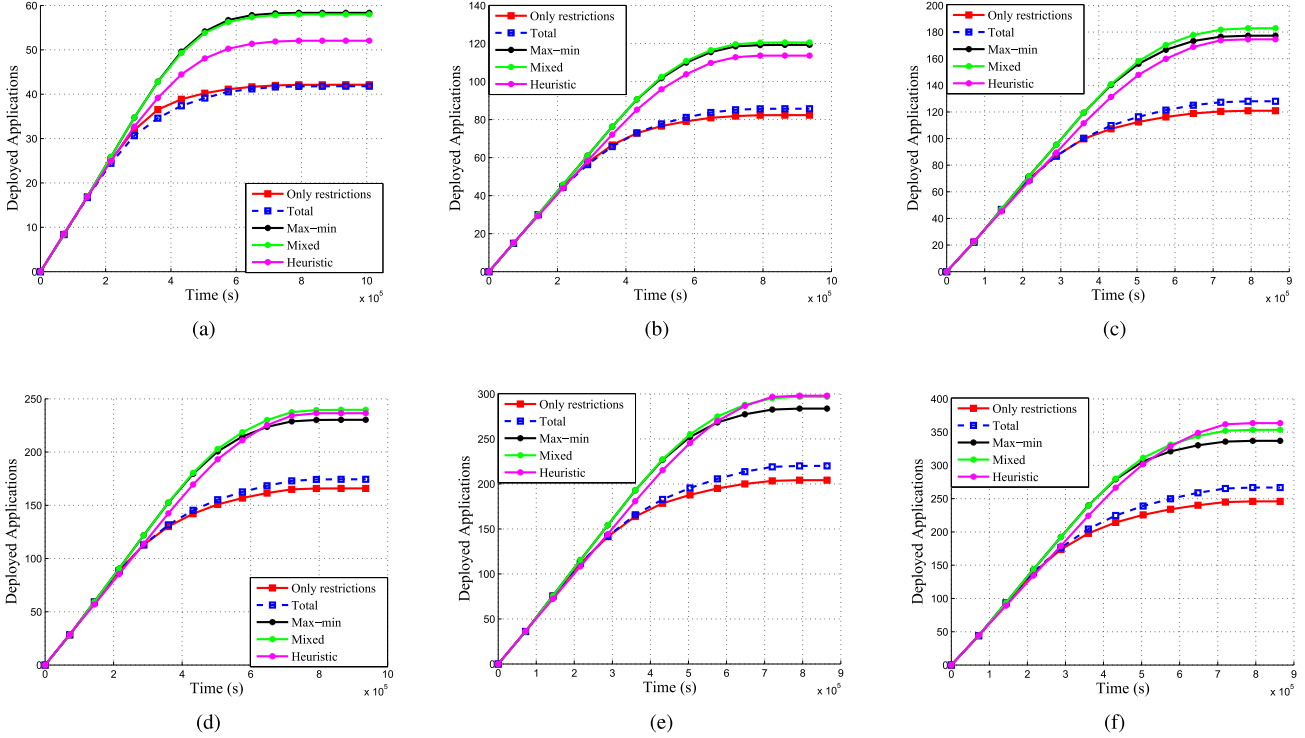 60
50
40
30
20
10
0
Deployed Applications
Only restrictions
Total
Max−min
Mixed
Heuristic
0 2 4 6 8 10
Time (s)
x 10^5
(a)
140
120
100
80
60
40
20
0
Deployed Applications
Only restrictions
Total
Max−min
Mixed
Heuristic
0 2 4 6 8 10
Time (s)
x 10^5
(b)
200
180
160
140
120
100
80
60
40
20
0
Deployed Applications
Only restrictions
Total
Max−min
Mixed
Heuristic
0 1 2 3 4 5 6 7 8 9
Time (s)
x 10^5
(c)
250
200
150
100
50
0
Deployed Applications
Only restrictions
Total
Max−min
Mixed
Heuristic
0 2 4 6 8 10
Time (s)
x 10^5
(d)
300
250
200
150
100
50
0
Deployed Applications
Only restrictions
Total
Max−min
Mixed
Heuristic
0 1 2 3 4 5 6 7 8 9
Time (s)
x 10^5
(e)
400
350
300
250
200
150
100
50
0
Deployed Applications
Only restrictions
Total
Max−min
Mixed
Heuristic
0 1 2 3 4 5 6 7 8 9
Time (s)
x 10^5
(f)